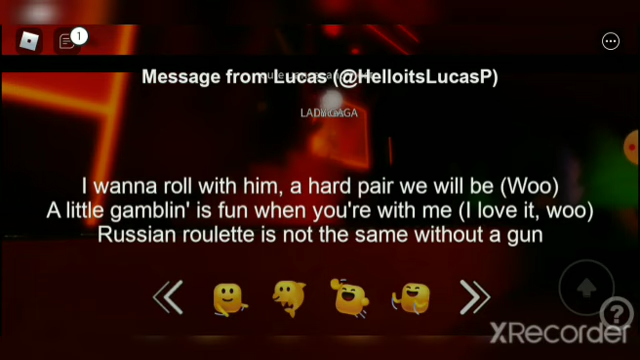 1
Message from Lucas (@HelloitsLucasP)
I wanna roll with him, a hard pair we will be (Woo)
A little gamblin' is fun when you're with me (I love it, woo)
Russian roulette is not the same without a gun
?
XRecorder